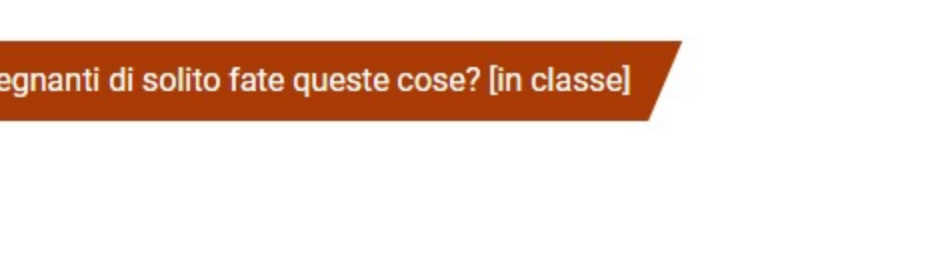 egnanti di solito fate queste cose? [in classe]